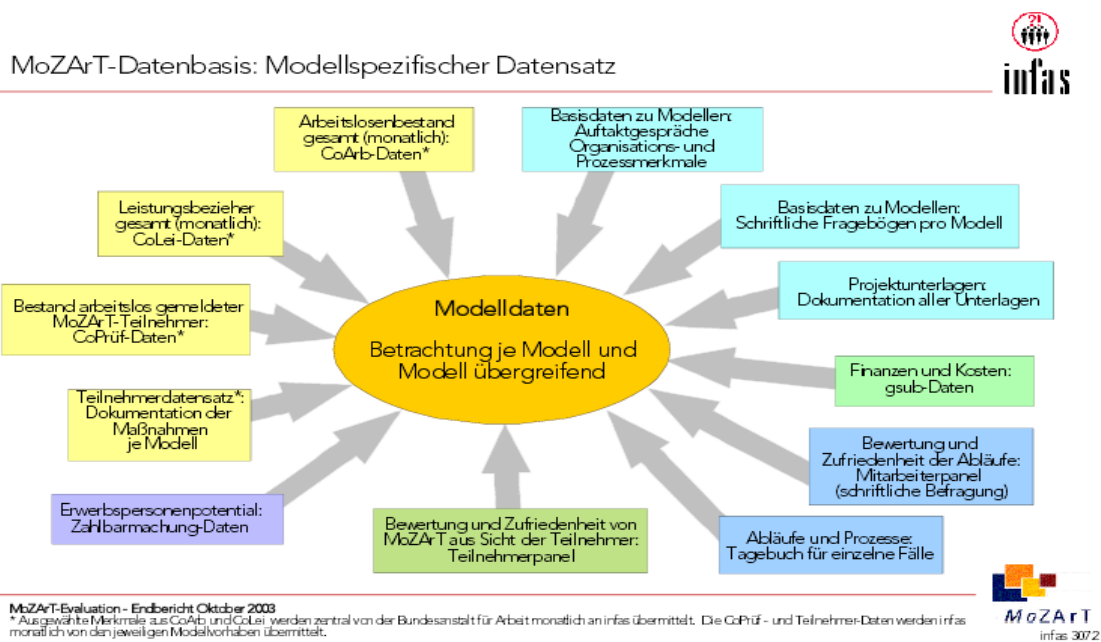 ?!
infas
MoZArT-Datenbasis: Modellspezifischer Datensatz
Arbeitslosenbestand
gesamt (monatlich):
CoArb-Daten*
Basisdaten zu Modellen:
Auftaktgespräche
Organisations- und
Prozessmerkmale
Leistungsbezieher
gesamt (monatlich):
CoLei-Daten*
Basisdaten zu Modellen:
Schriftliche Fragebögen pro Modell
Bestand arbeitslos gemeldeter
MoZArT-Teilnehmer:
CoPrüf-Daten*
Projektunterlagen:
Dokumentation aller Unterlagen
Modelldaten
Betrachtung je Modell und
Modell übergreifend
Teilnehmerdatensatz*:
Dokumentation der
Maßnahmen
je Modell
Finanzen und Kosten:
gsub-Daten
Bewertung und
Zufriedenheit der Abläufe:
Mitarbeiterpanel
(schriftliche Befragung)
Erwerbspersonenpotential:
Zahlbarmachung-Daten
Bewertung und Zufriedenheit von
MoZArT aus Sicht der Teilnehmer:
Teilnehmerpanel
Abläufe und Prozesse:
Tagebuch für einzelne Fälle
MoZArT-Evaluation - Endbericht Oktober 2003
* Ausgewählte Merkmale aus CoArb und CoLei werden zentral von der Bundesanstalt für Arbeit monatlich an infas übermittelt. Die CoPrüf - und Teilnehmer-Daten werden infas
monatlich von den jeweiligen Modellvorhaben übermittelt.
MoZArT
infas 3072